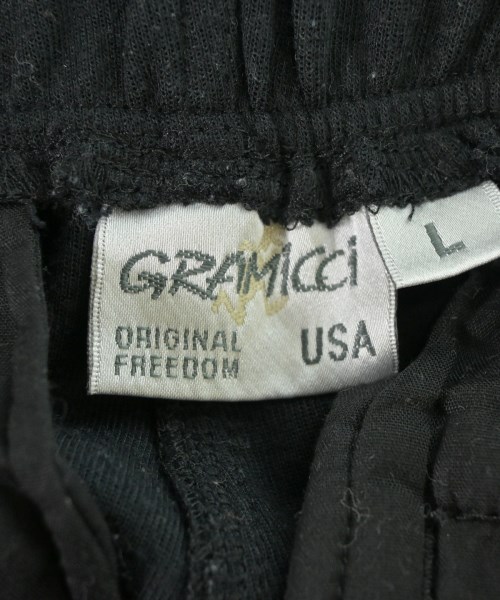 GRAMiCCi
L
ORIGINAL
FREEDOM
USA